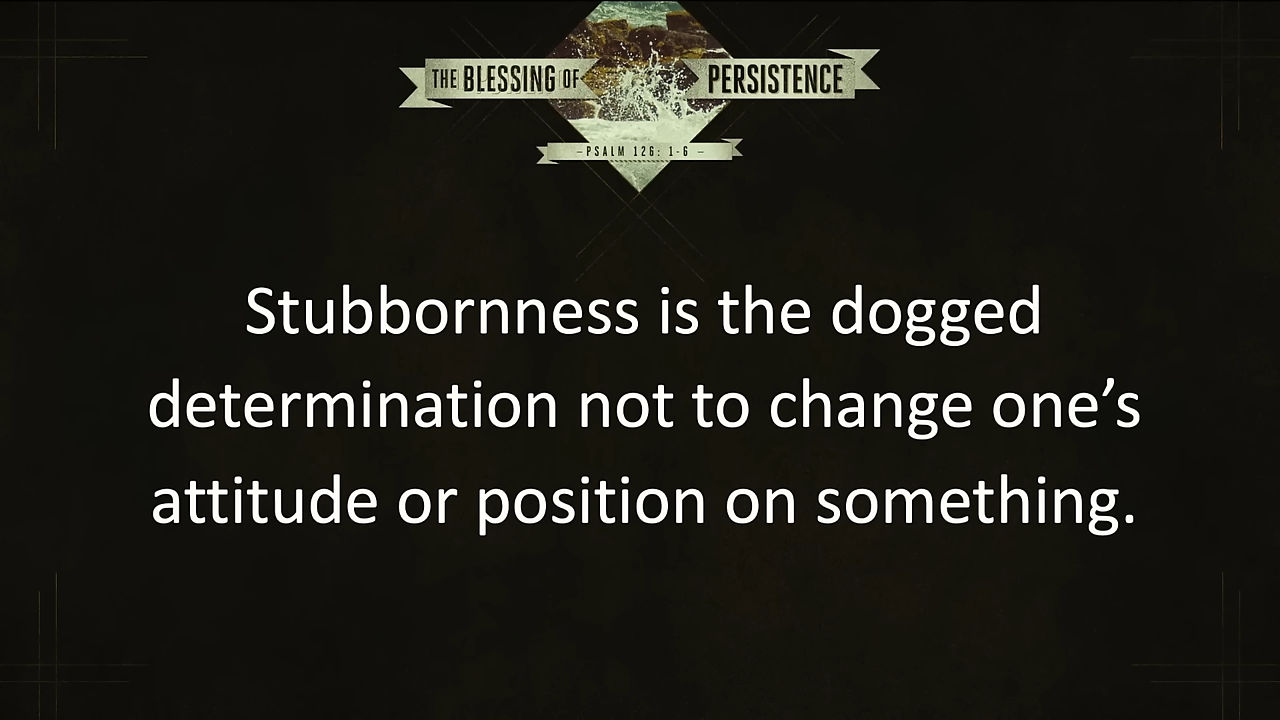 THE BLESSING OF PERSISTENCE
–PSALM 126: 1-6 –
Stubbornness is the dogged
determination not to change one’s
attitude or position on something.